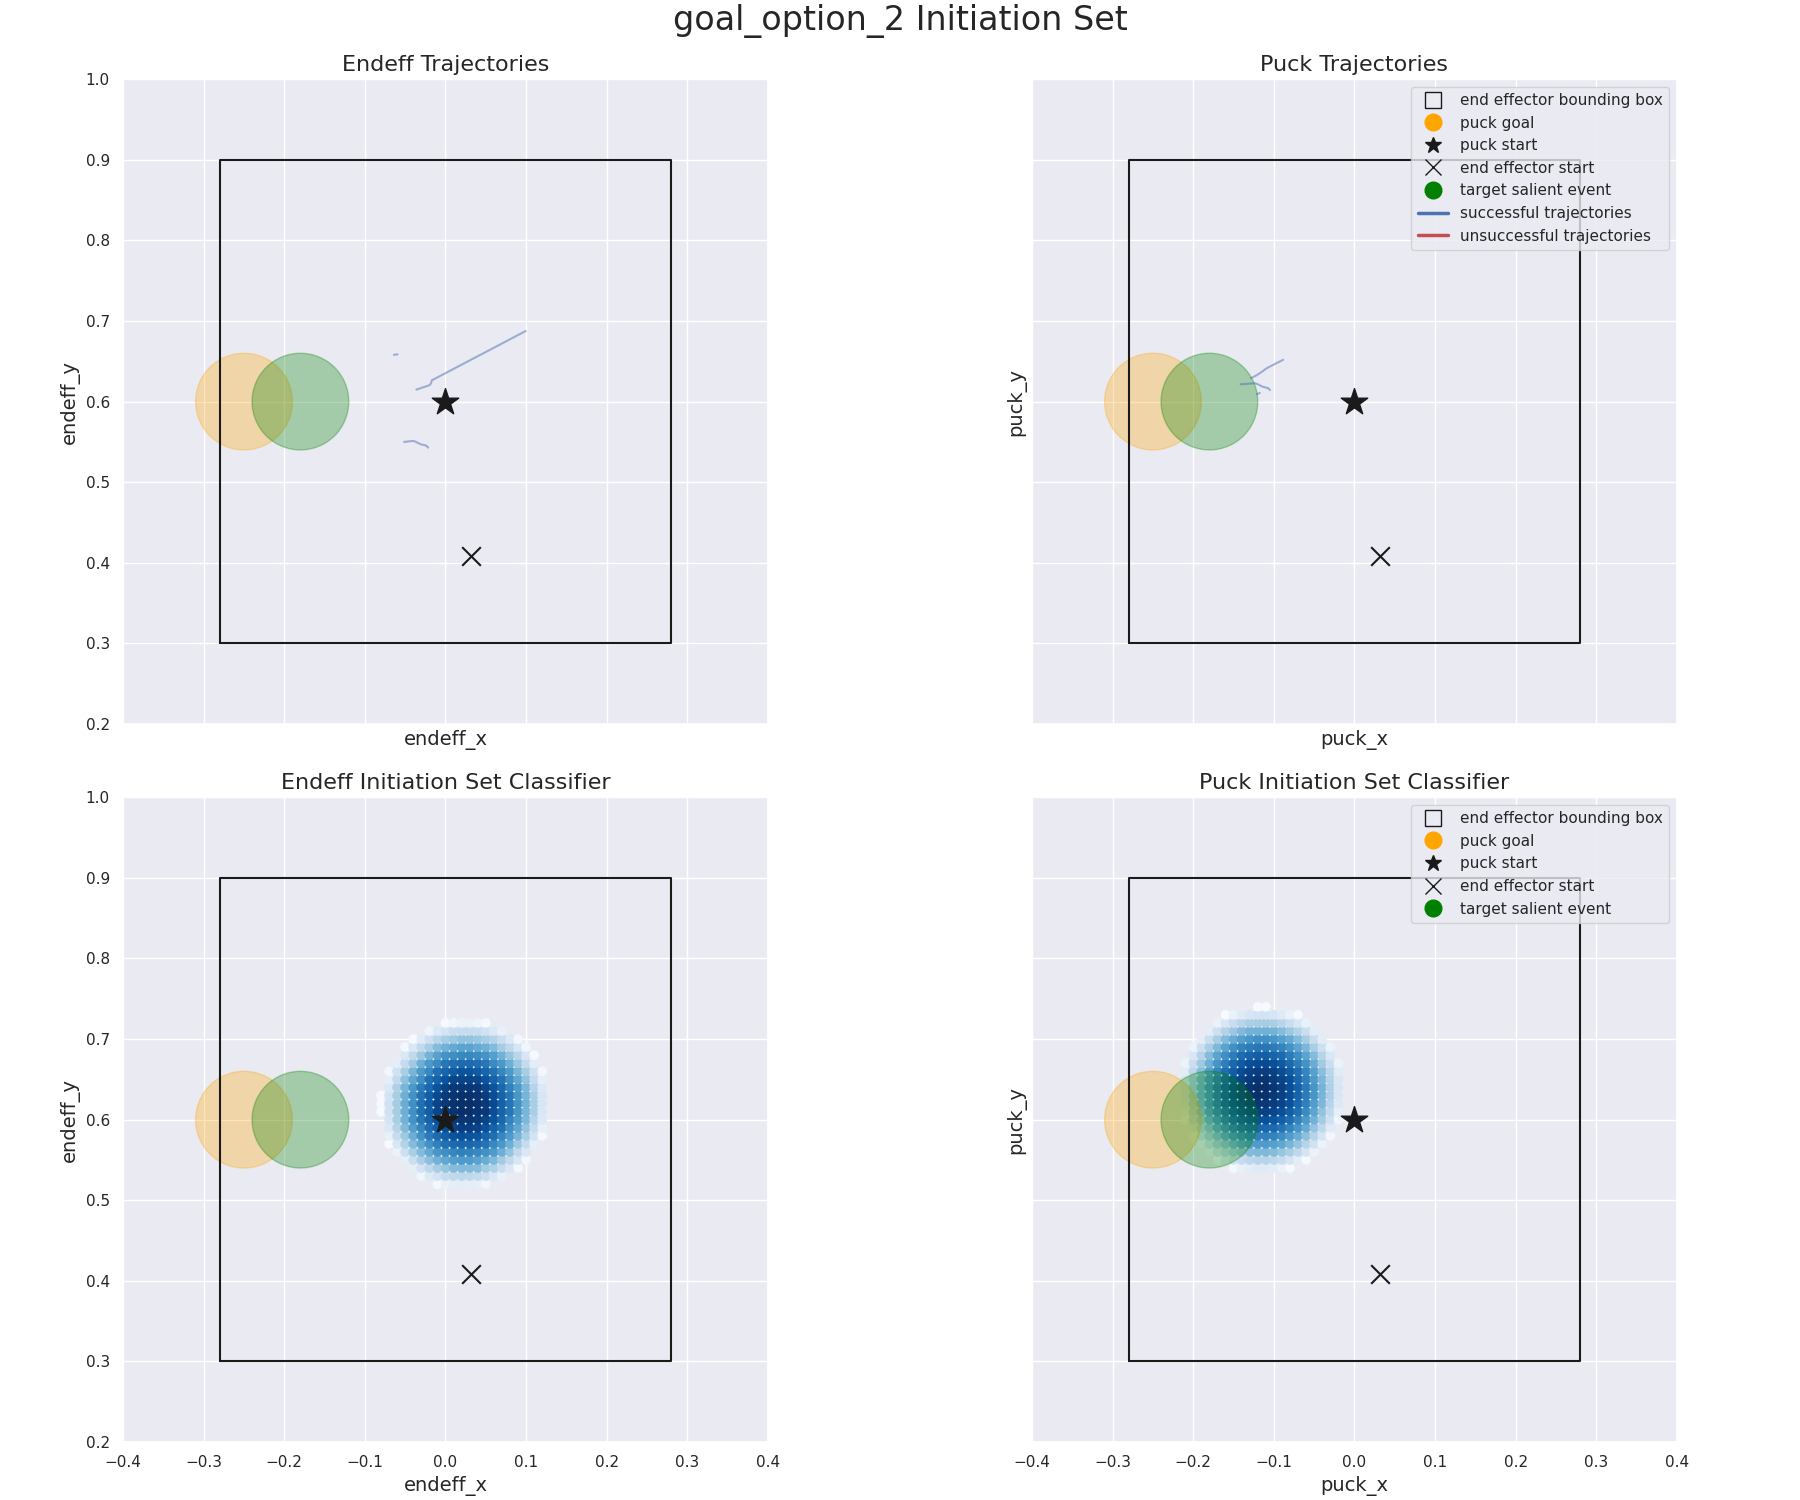 goal_option_2 Initiation Set
Endeff Trajectories
1.0
0.9
0.8
0.7
0.6
0.5
0.4
0.3
0.2
endeff_y
endeff_x
Puck Trajectories
end effector bounding box
puck goal
puck start
end effector start
target salient event
successful trajectories
unsuccessful trajectories
puck_y
puck_x
Endeff Initiation Set Classifier
1.0
0.9
0.8
0.7
0.6
0.5
0.4
0.3
0.2
endeff_y
−0.4 −0.3 −0.2 −0.1 0.0 0.1 0.2 0.3 0.4
endeff_x
Puck Initiation Set Classifier
end effector bounding box
puck goal
puck start
end effector start
target salient event
puck_y
−0.4 −0.3 −0.2 −0.1 0.0 0.1 0.2 0.3 0.4
puck_x